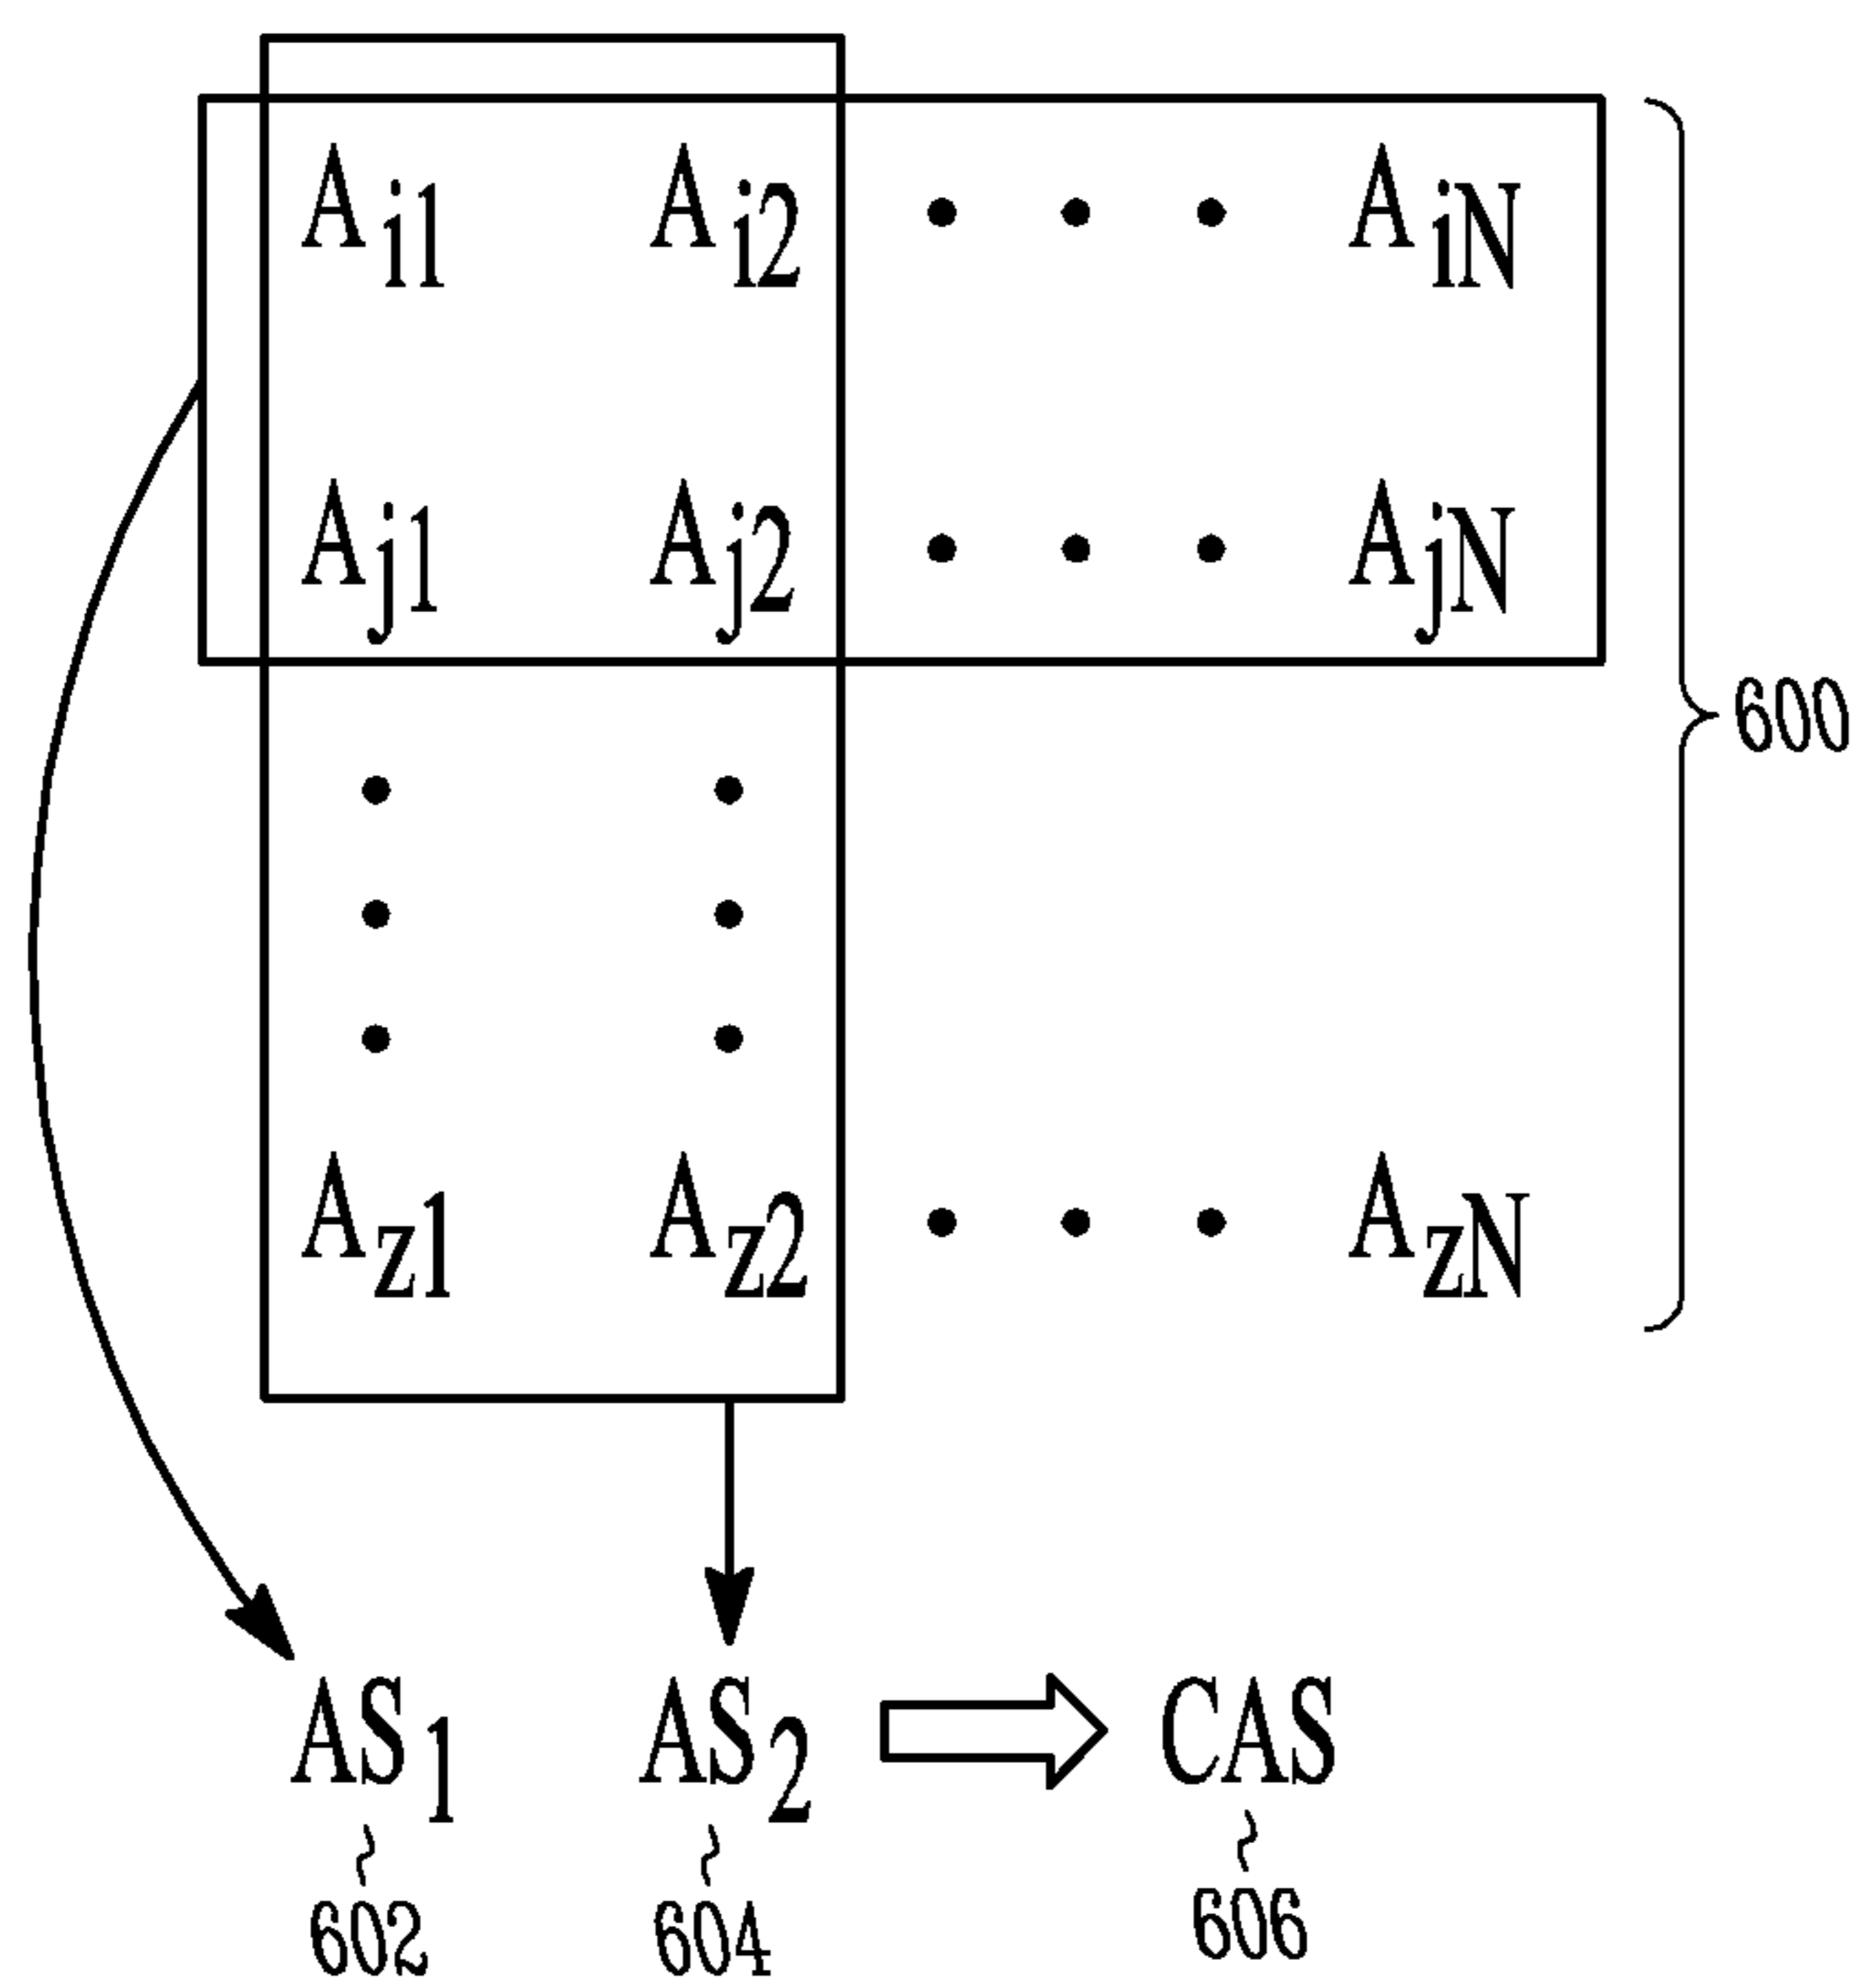 Ai1 Ai2 • • • AiN
Aj1 Aj2 • • • AjN
600
Az1 Az2 • • • AzN
AS1 AS2 CAS
602 604 606